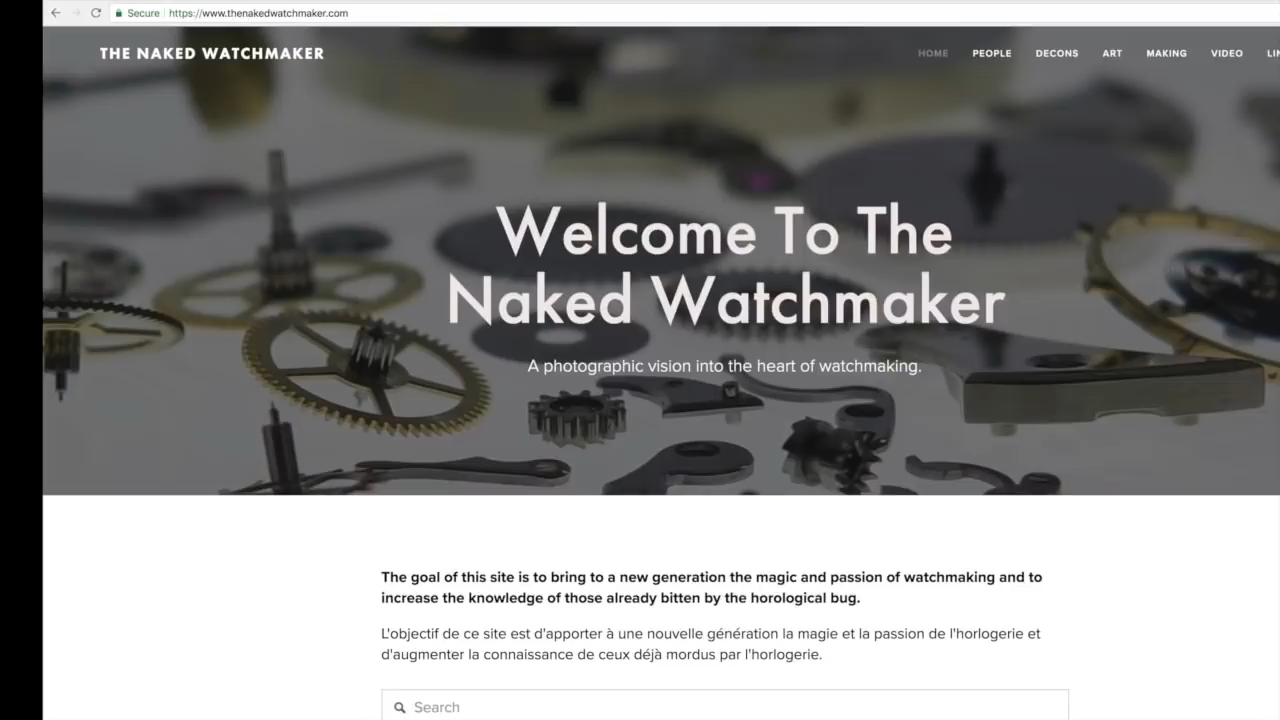 Secure https://www.thenakedwatchmaker.com
THE NAKED WATCHMAKER
HOME PEOPLE DECONS ART MAKING VIDEO
Welcome To The
Naked Watchmaker
A photographic vision into the heart of watchmaking.
The goal of this site is to bring to a new generation the magic and passion of watchmaking and to
increase the knowledge of those already bitten by the horological bug.
L'objectif de ce site est d'apporter à une nouvelle génération la magie et la passion de l'horlogerie et
d'augmenter la connaissance de ceux déjà mordus par l'horlogerie.
Search